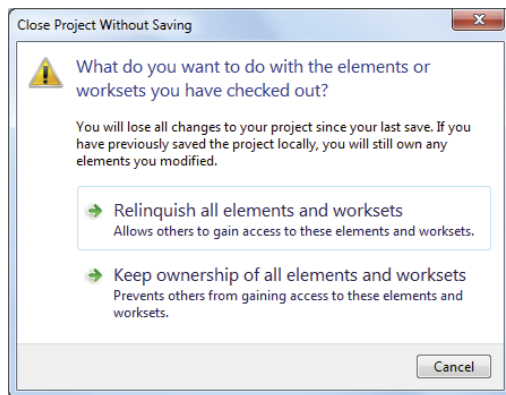 Close Project Without Saving
What do you want to do with the elements or
worksets you have checked out?
You will lose all changes to your project since your last save. If you
have previously saved the project locally, you will still own any
elements you modified.
Relinquish all elements and worksets
Allows others to gain access to these elements and worksets.
Keep ownership of all elements and worksets
Prevents others from gaining access to these elements and
worksets.
Cancel